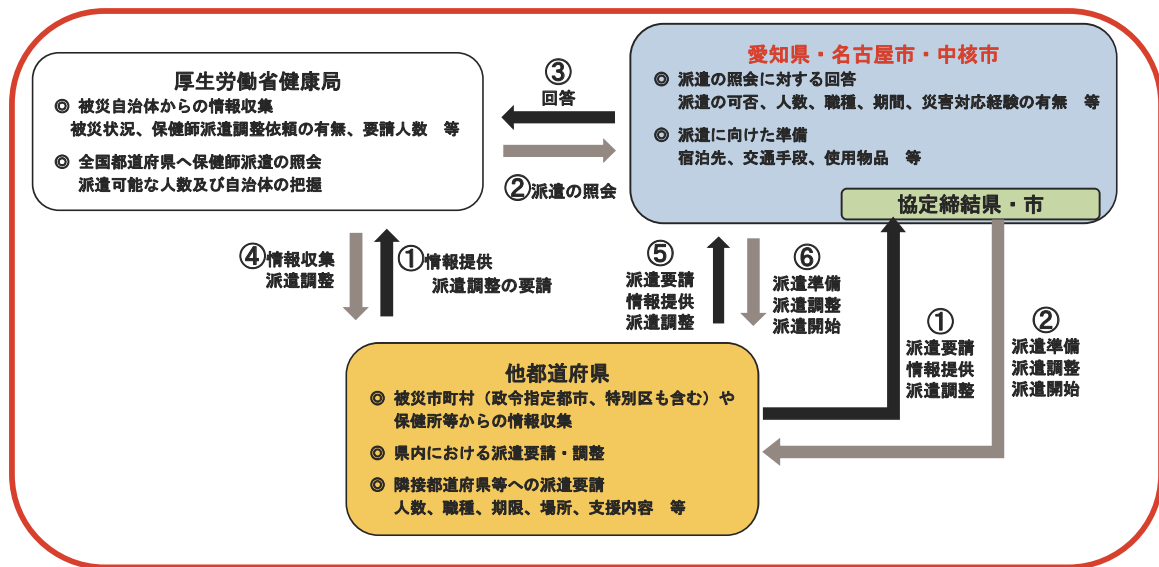 厚生労働省健康局
◎ 被災自治体からの情報収集
被災状況、保健師派遣調整依頼の有無、要請人数　等
◎ 全国都道府県へ保健師派遣の照会
派遣可能な人数及び自治体の把握
③
回答
②派遣の照会
愛知県・名古屋市・中核市
◎ 派遣の照会に対する回答
派遣の可否、人数、職種、期間、災害対応経験の有無　等
◎ 派遣に向けた準備
宿泊先、交通手段、使用物品　等
協定締結県・市
④情報収集
派遣調整
①情報提供
派遣調整の要請
⑤
派遣要請
情報提供
派遣調整
⑥
派遣準備
派遣調整
派遣開始
①
派遣要請
情報提供
派遣調整
②
派遣準備
派遣調整
派遣開始
他都道府県
◎ 被災市町村（政令指定都市、特別区も含む）や
保健所等からの情報収集
◎ 県内における派遣要請・調整
◎ 隣接都道府県等への派遣要請
人数、職種、期限、場所、支援内容　等